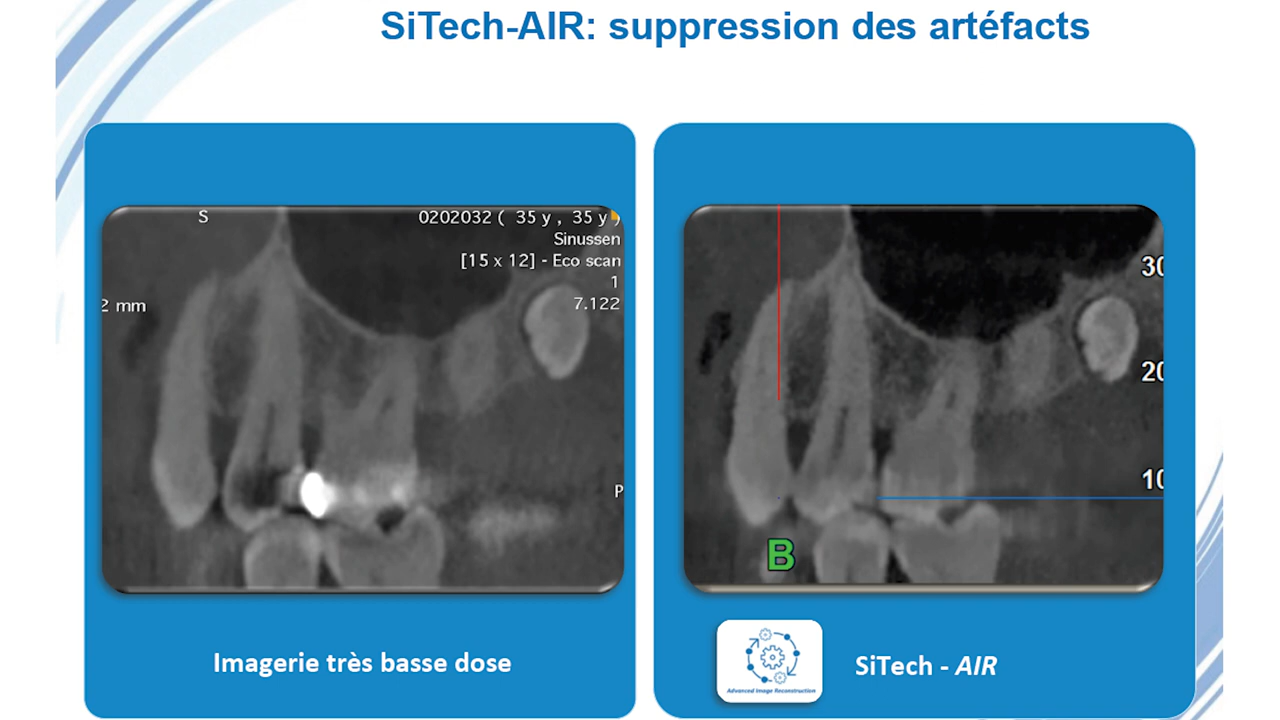 SiTech-AIR: suppression des artéfacts
S
0202032 ( 35 y , 35 y )
Sinussen
[15 x 12] - Eco scan
1
7.122
2 mm
P
Imagerie très basse dose
30
20
10
B
Advanced Image Reconstruction
SiTech - AIR